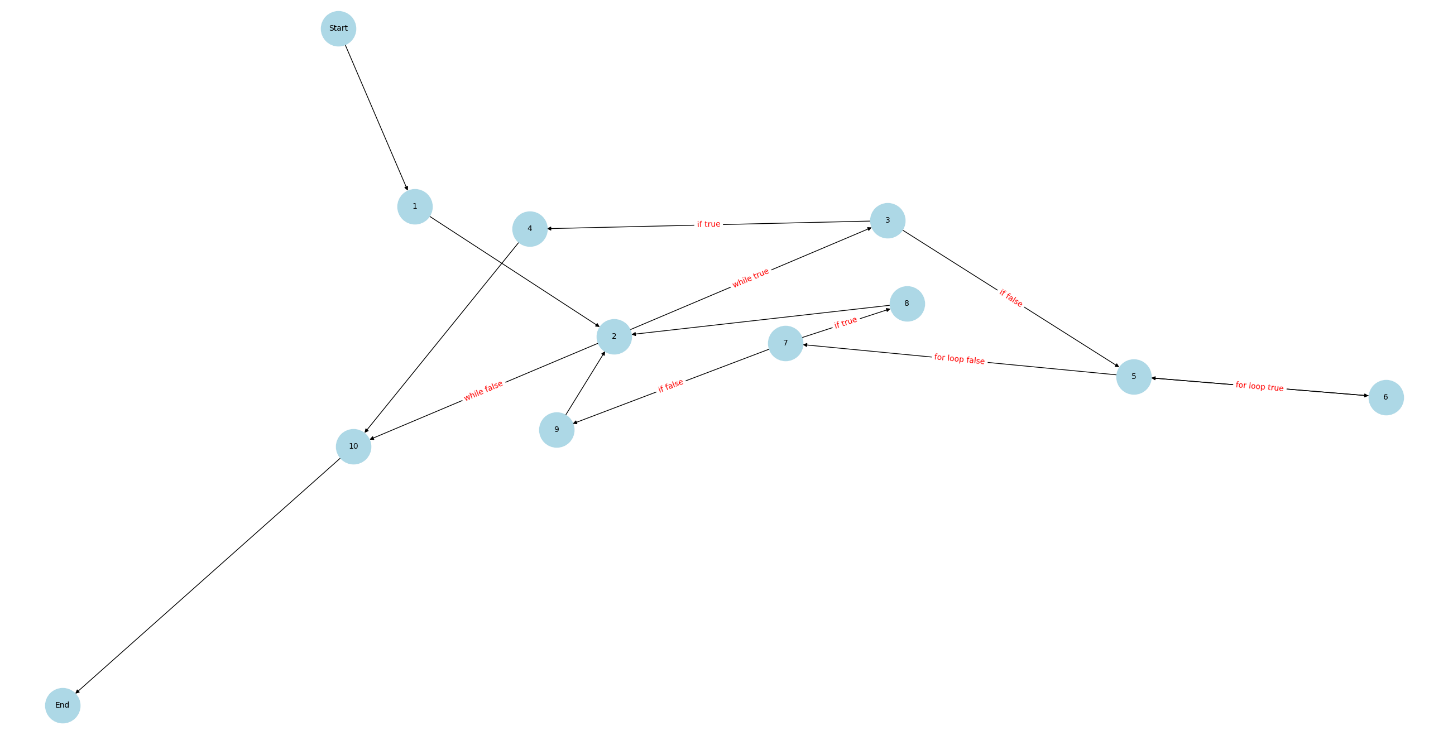 Start
1
4
if true
3
while true
if false
8
if true
2
7
for loop false
5
for loop true
6
while false
if false
9
10
End